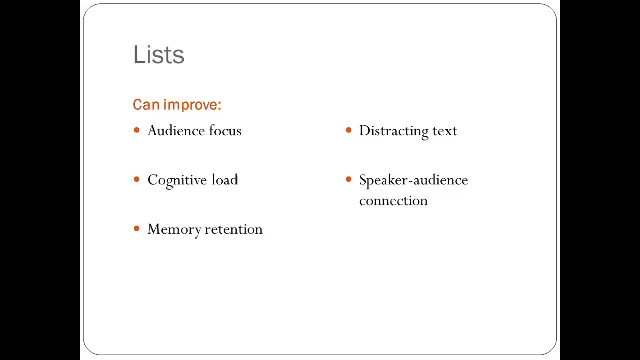 Lists
Can improve:
Audience focus
Cognitive load
Memory retention
Distracting text
Speaker-audience
connection